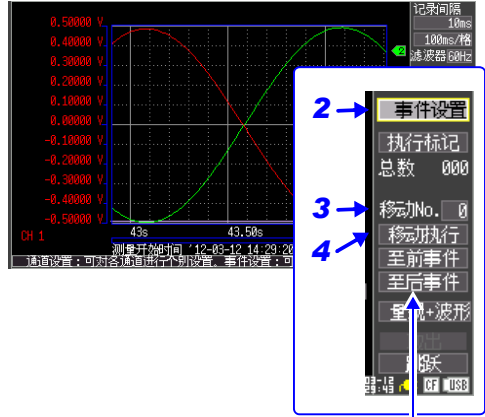 记录间隔
10ms
100ms/格
滤波器 60Hz
0.50000 V
0.40000 V
0.30000 V
0.20000 V
0.10000 V
0.00000 V
-0.10000 V
-0.20000 V
-0.30000 V
-0.40000 V
-0.50000 V
2
CH 1
43s
43.50s
测量开始时间 12-03-12 14:29:20
通道设置：可对各通道进行个别设置。事件设置：可
2
事件设置
执行标记
总数 000
3
移动No. 0
4
移动执行
至前事件
至后事件
+波形
跳跃
29:43
CF USB